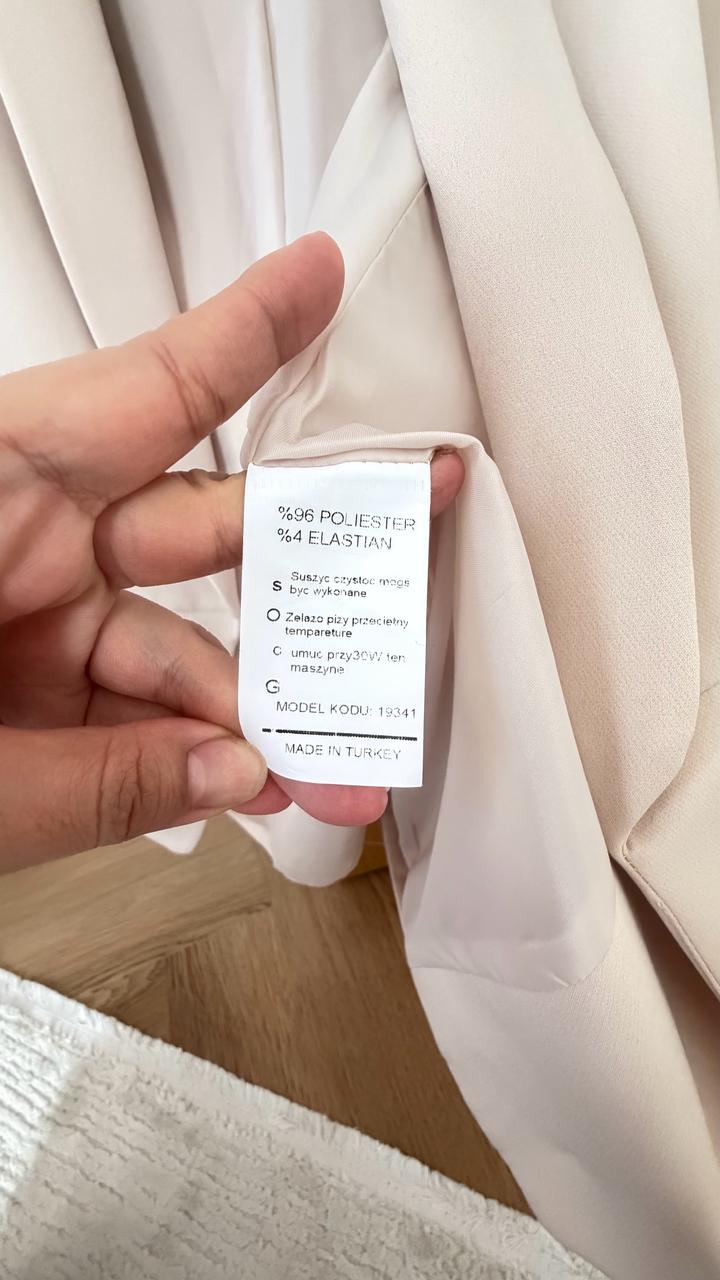 %96 POLIESTER
%4 ELASTIAN
S Suszyc czystoc mogs
byc wykonane
O Zelazo pizy przecietny
tempareture
C umuc przy30W ten
maszyne
G
MODEL KODU: 19341
MADE IN TURKEY